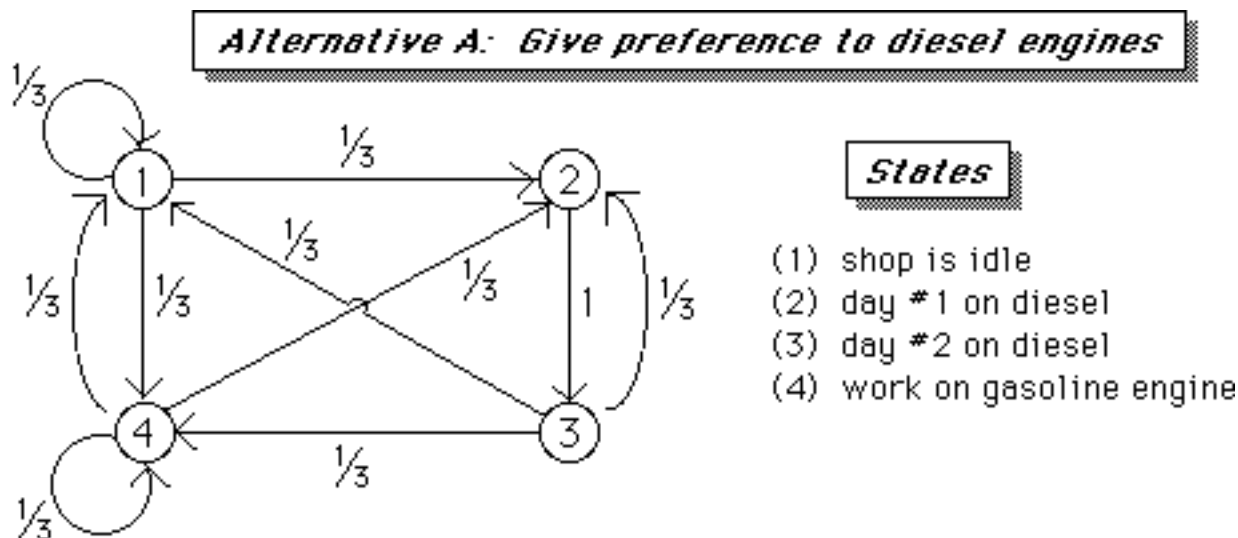 Alternative A: Give preference to diesel engines
1/3
1/3
1
2
States
1/3
1/3
1/3
1/3
1
1/3
(1) shop is idle
(2) day #1 on diesel
(3) day #2 on diesel
(4) work on gasoline engine
4
3
1/3
1/3